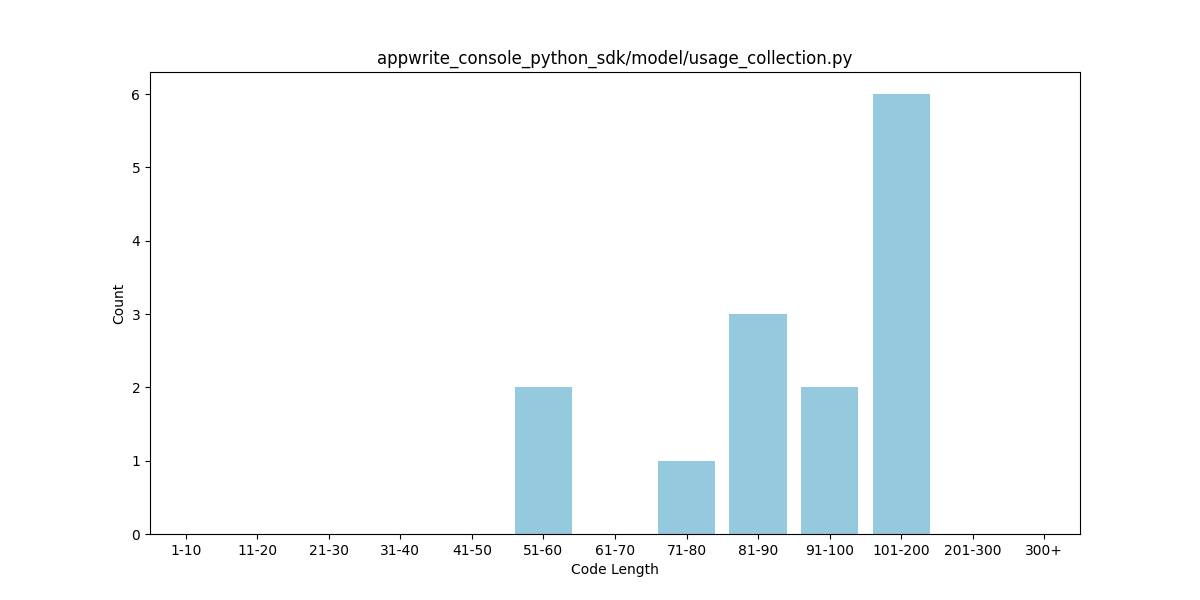 appwrite_console_python_sdk/model/usage_collection.py
6
5
4
3
2
1
0
Count
1-10 11-20 21-30 31-40 41-50 51-60 61-70 71-80 81-90 91-100 101-200 201-300 300+
Code Length